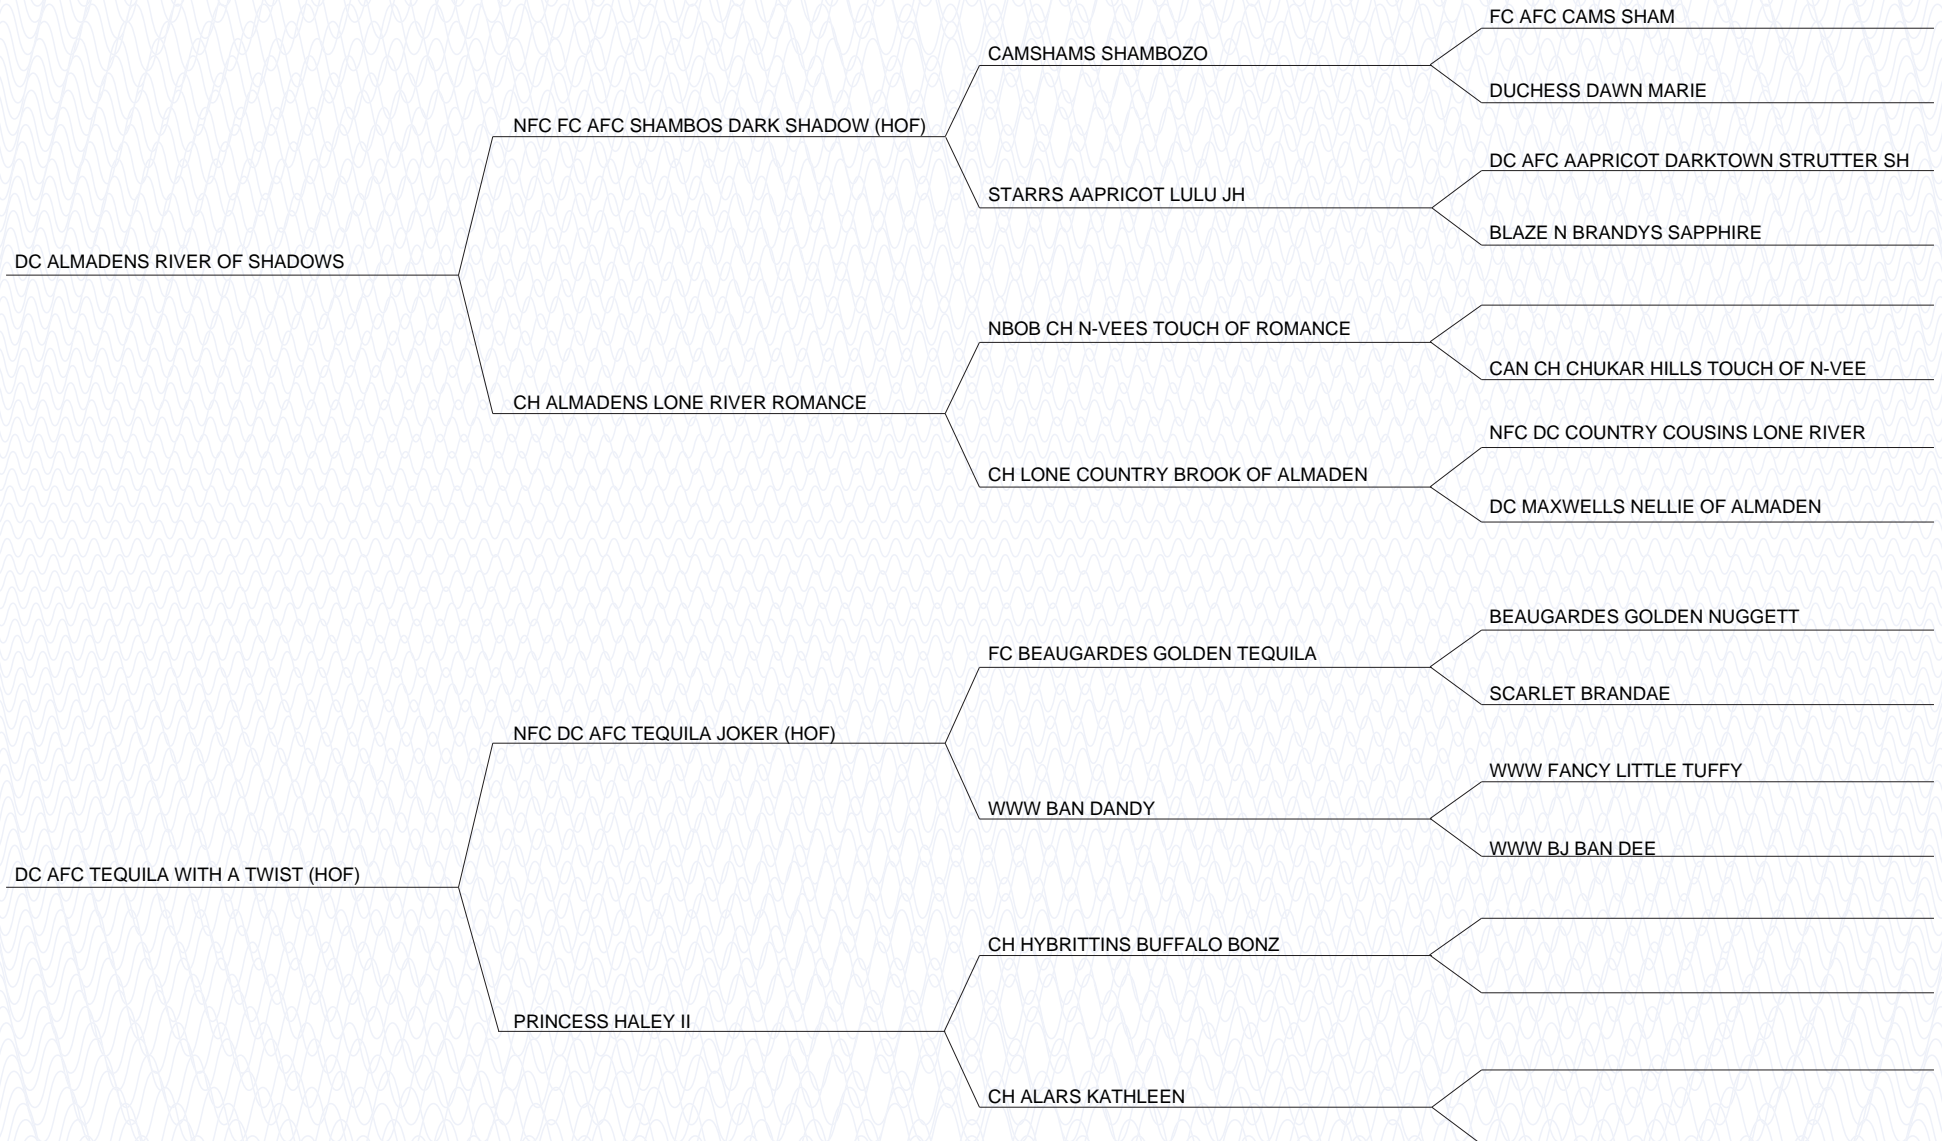 FC AFC CAMS SHAM
CAMSHAMS SHAMBOZO
DUCHESS DAWN MARIE
NFC FC AFC SHAMBOS DARK SHADOW (HOF)
DC AFC AAPRICOT DARKTOWN STRUTTER SH
STARRS AAPRICOT LULU JH
BLAZE N BRANDYS SAPPHIRE
DC ALMADENS RIVER OF SHADOWS
NBOB CH N-VEES TOUCH OF ROMANCE
CAN CH CHUKAR HILLS TOUCH OF N-VEE
CH ALMADENS LONE RIVER ROMANCE
NFC DC COUNTRY COUSINS LONE RIVER
CH LONE COUNTRY BROOK OF ALMADEN
DC MAXWELLS NELLIE OF ALMADEN
BEAUGARDES GOLDEN NUGGETT
FC BEAUGARDES GOLDEN TEQUILA
SCARLET BRANDAE
NFC DC AFC TEQUILA JOKER (HOF)
WWW FANCY LITTLE TUFFY
WWW BAN DANDY
WWW BJ BAN DEE
DC AFC TEQUILA WITH A TWIST (HOF)
CH HYBRITTINS BUFFALO BONZ
PRINCESS HALEY II
CH ALARS KATHLEEN